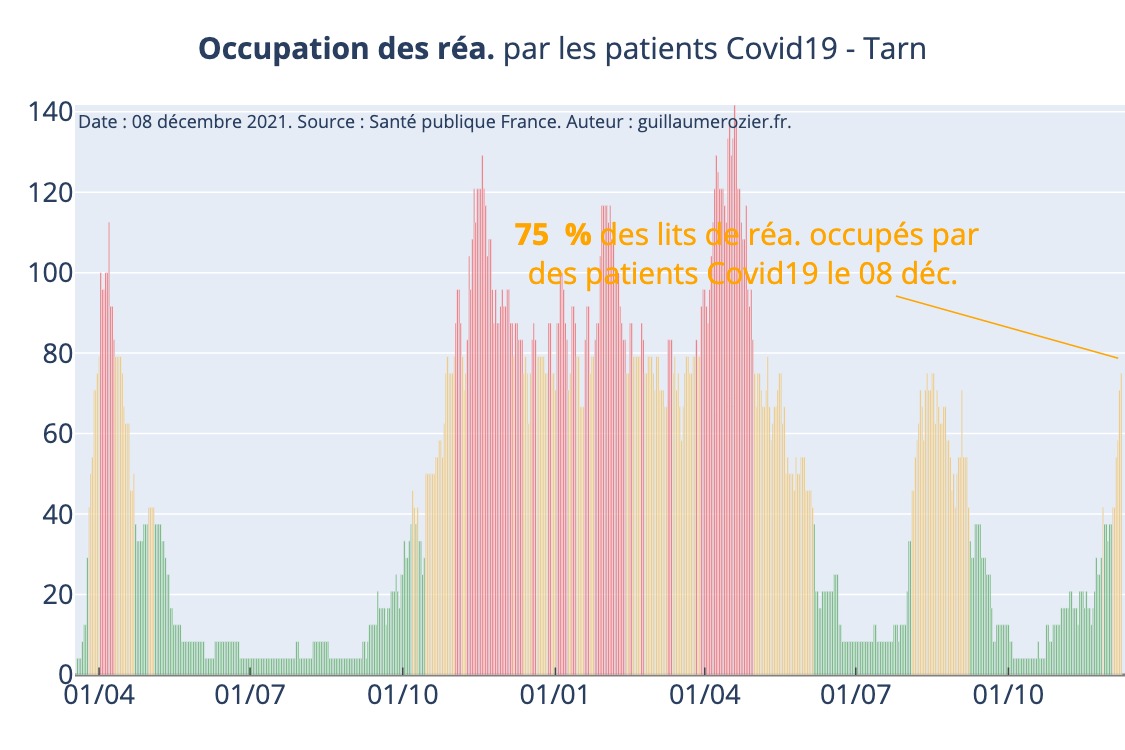 Occupation des réa. par les patients Covid19 - Tarn
140
Date : 08 décembre 2021. Source : Santé publique France. Auteur : guillaumerozier.fr.
120
75 % des lits de réa. occupés par
des patients Covid19 le 08 déc.
100
80
60
40
20
0
01/04 01/07 01/10 01/01 01/04 01/07 01/10